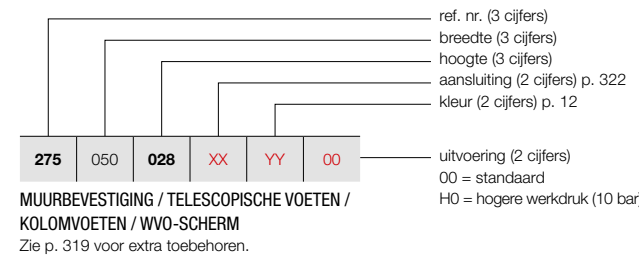 ref. nr. (3 cijfers)
breedte (3 cijfers)
hoogte (3 cijfers)
aansluiting (2 cijfers) p. 322
kleur (2 cijfers) p. 12
275 050 028 XX YY 00
uitvoering (2 cijfers)
00 = standaard
H0 = hogere werkdruk (10 bar)
MUURBEVESTIGING / TELESCOPISCHE VOETEN /
KOLOMVOETEN / WVO-SCHERM
Zie p. 319 voor extra toebehoren.